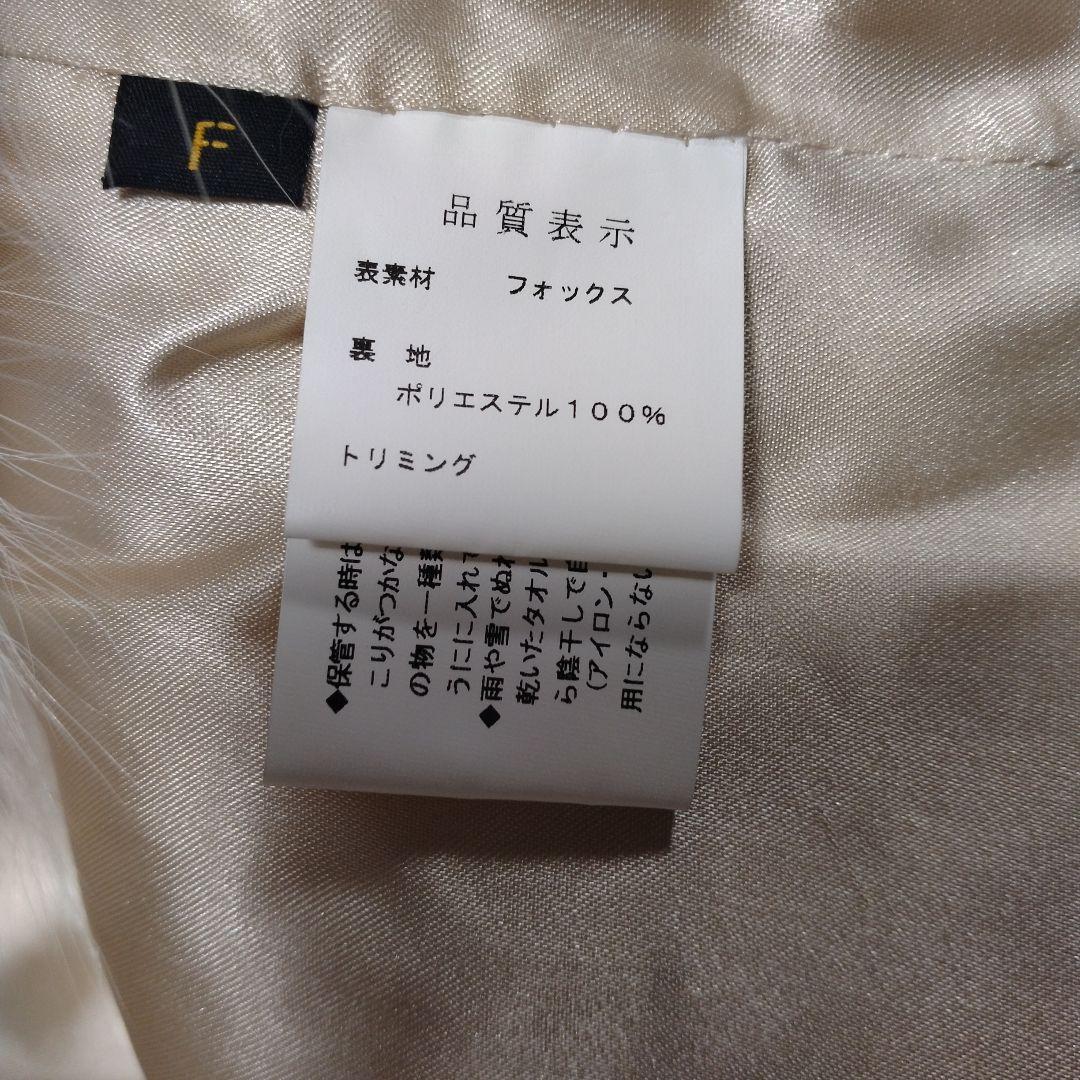 F
品質表示
表素材 フォックス
裏 地
ポリエステル100%
トリミング
◆保管する時は
こりがつかな
の物を一種類
うにに入れて
◆雨や雪でぬれ
乾いたタオル
ら陰干しで自
(アイロン-
用にならない